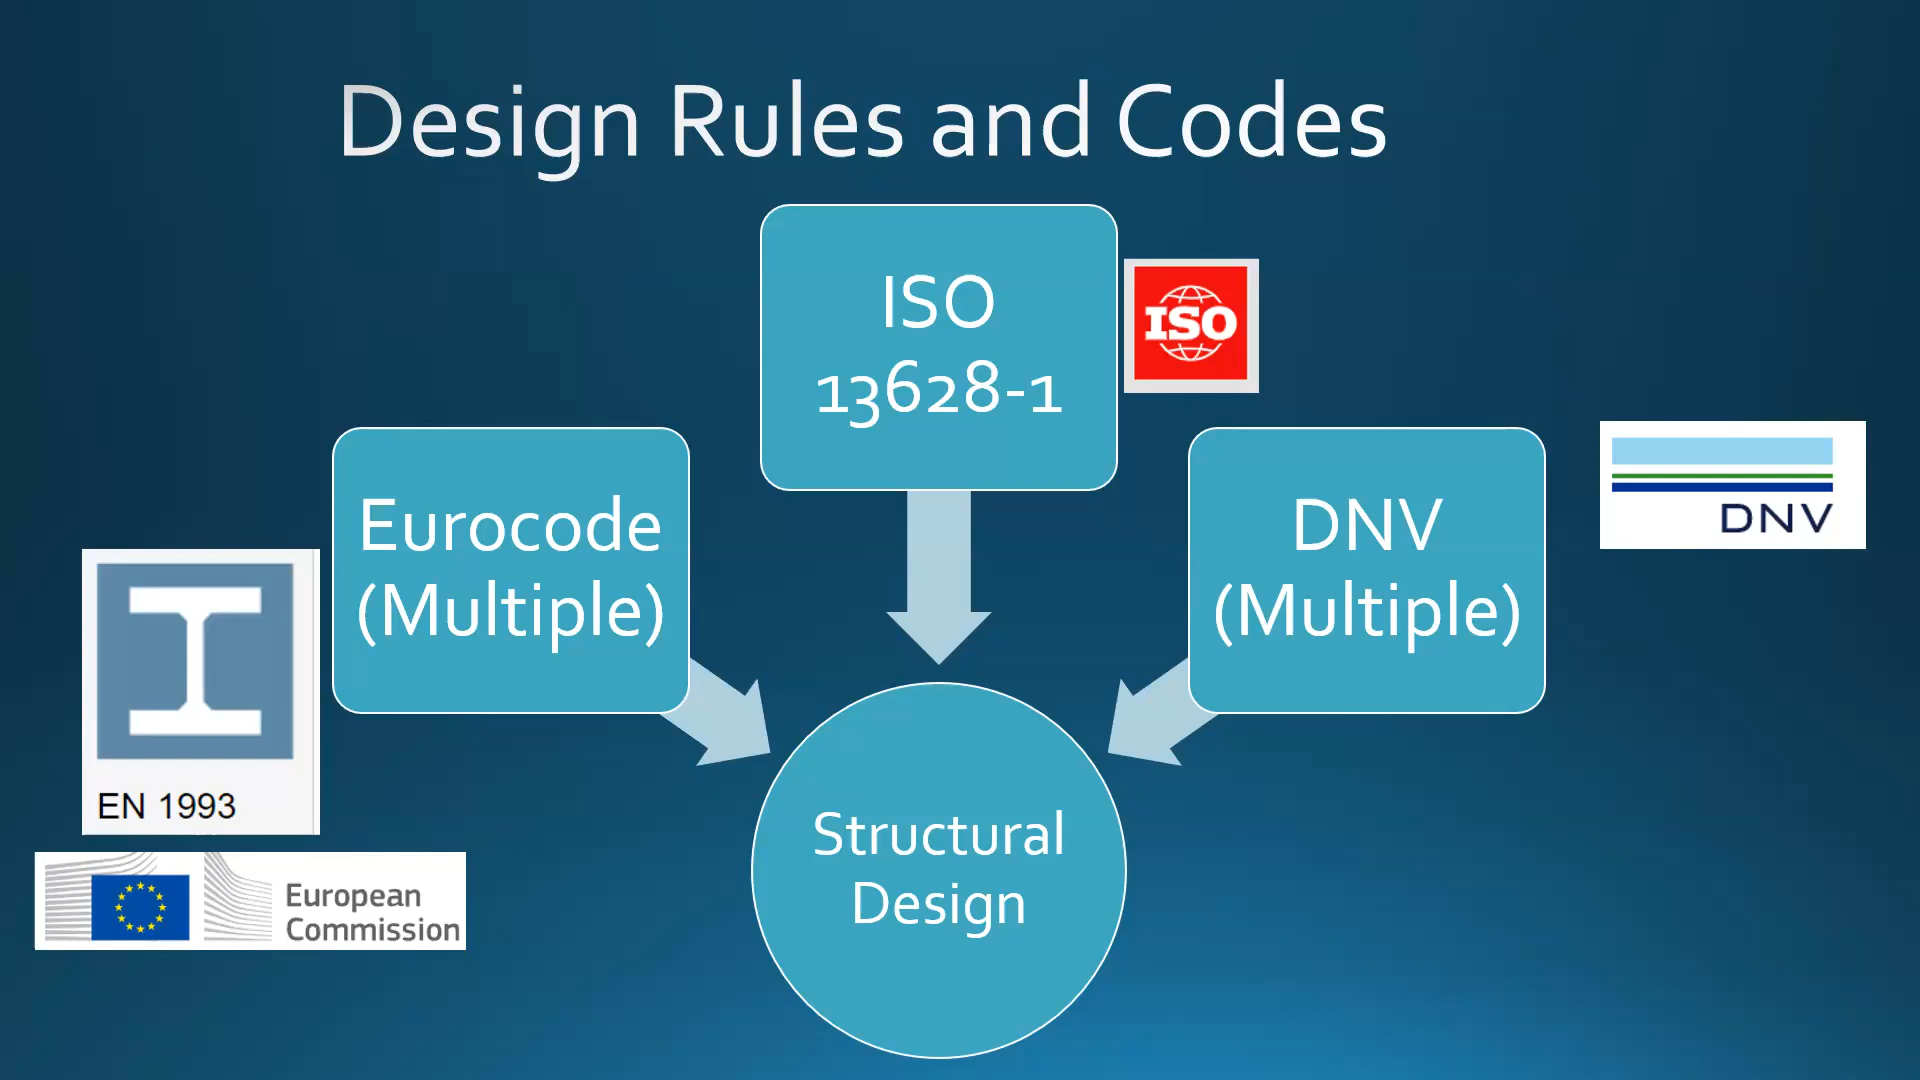 Design Rules and Codes
ISO
13628-1
ISO
Eurocode
(Multiple)
DNV
(Multiple)
DNV
EN 1993
Structural
Design
European
Commission